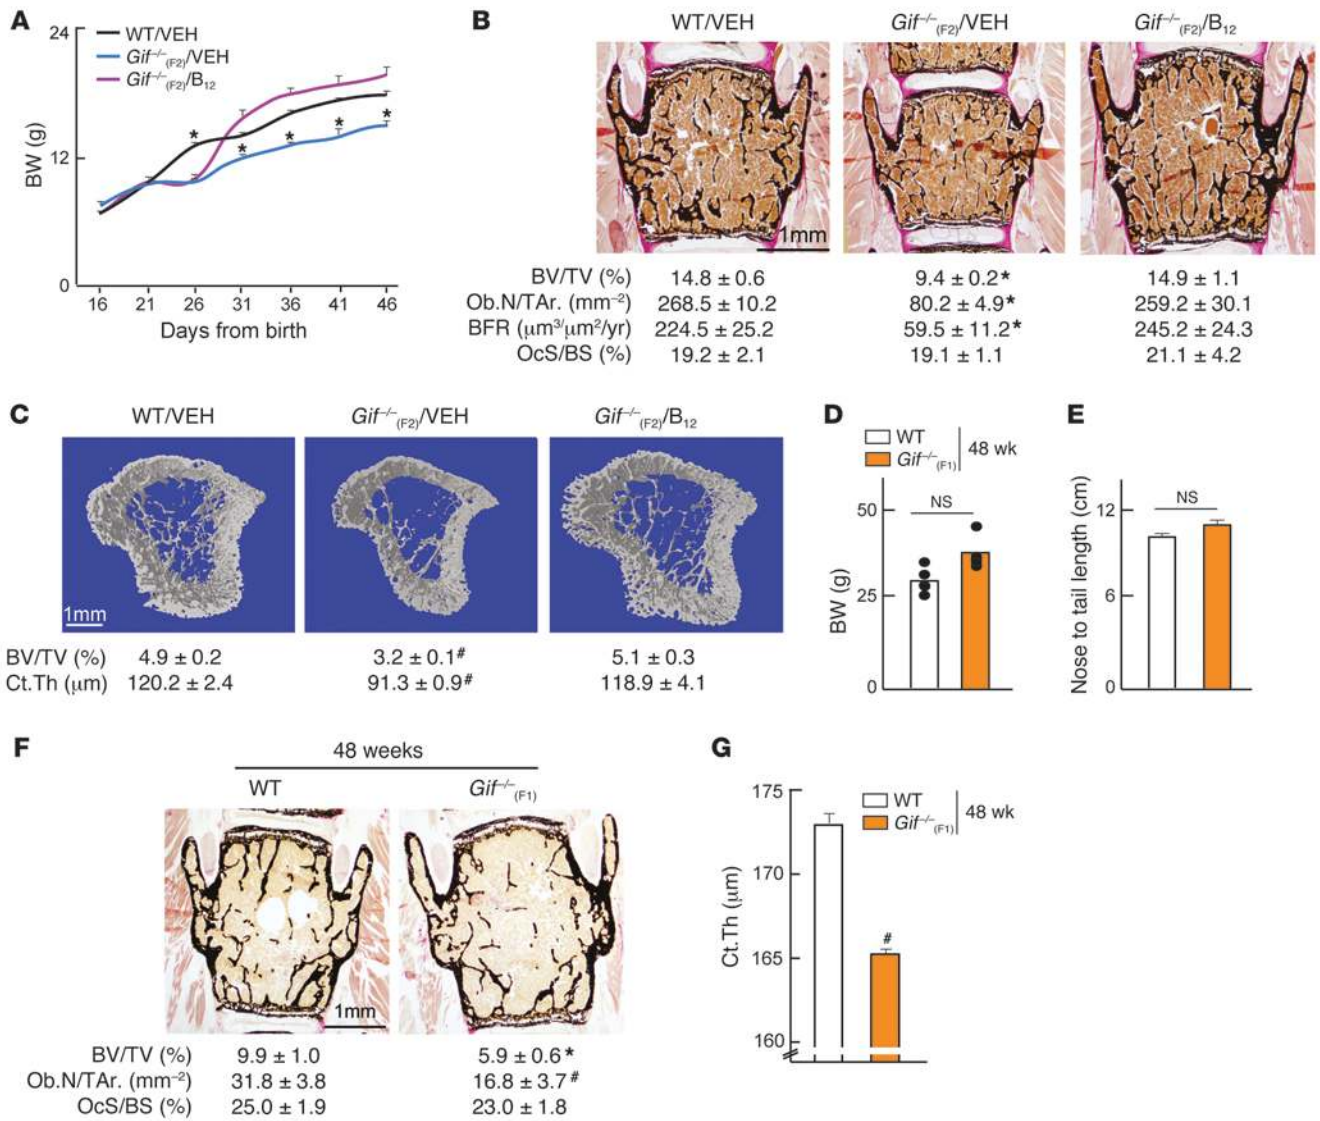 A
24
12
0
BW (g)
WT/VEH
Gif−/−(F2)/VEH
Gif−/−(F2)/B12
* * * * *
16 21 26 31 36 41 46
Days from birth
B
WT/VEH Gif−/−(F2)/VEH Gif−/−(F2)/B12
1mm
BV/TV (%) 14.8 ± 0.6 9.4 ± 0.2* 14.9 ± 1.1
Ob.N/TAr. (mm–2) 268.5 ± 10.2 80.2 ± 4.9* 259.2 ± 30.1
BFR (μm3/μm2/yr) 224.5 ± 25.2 59.5 ± 11.2* 245.2 ± 24.3
OcS/BS (%) 19.2 ± 2.1 19.1 ± 1.1 21.1 ± 4.2
C
WT/VEH Gif−/−(F2)/VEH Gif−/−(F2)/B12
1mm
BV/TV (%) 4.9 ± 0.2 3.2 ± 0.1# 5.1 ± 0.3
Ct.Th (μm) 120.2 ± 2.4 91.3 ± 0.9# 118.9 ± 4.1
D
WT
Gif−/−(F1)
48 wk
NS
50
25
0
BW (g)
E
NS
12
6
0
Nose to tail length (cm)
F
48 weeks
WT Gif−/−(F1)
1mm
BV/TV (%) 9.9 ± 1.0 5.9 ± 0.6*
Ob.N/TAr. (mm–2) 31.8 ± 3.8 16.8 ± 3.7#
OcS/BS (%) 25.0 ± 1.9 23.0 ± 1.8
G
175
170
165
160
Ct.Th (μm)
WT
Gif−/−(F1)
48 wk
#